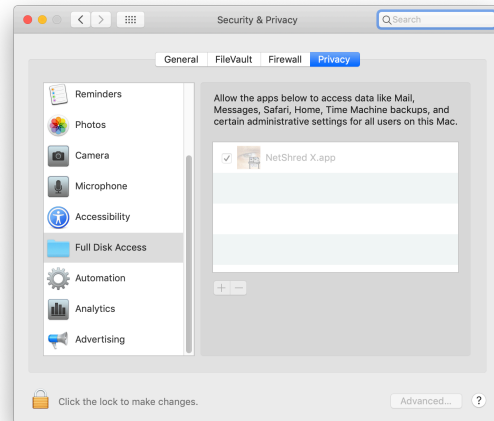 Security & Privacy
Search
General
FileVault
Firewall
Privacy
Reminders
Photos
Camera
Microphone
Accessibility
Full Disk Access
Automation
Analytics
Advertising
Allow the apps below to access data like Mail,
Messages, Safari, Home, Time Machine backups, and
certain administrative settings for all users on this Mac.
NetShred X.app
+
−
Click the lock to make changes.
Advanced...
?